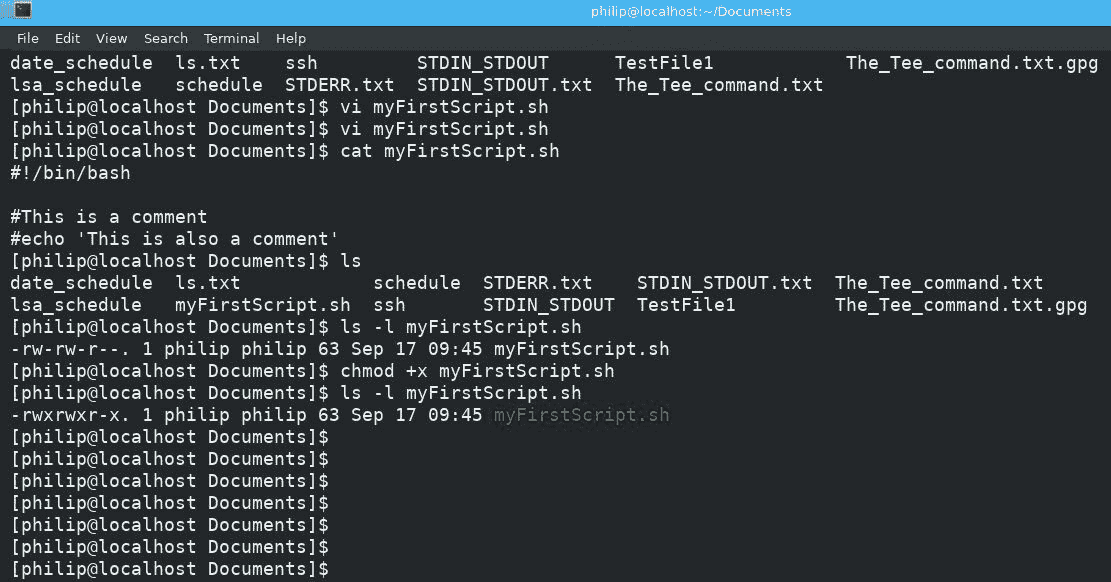 philip@localhost:~/Documents
File Edit View Search Terminal Help
date_schedule  ls.txt    ssh         STDIN_STDOUT      TestFile1            The_Tee_command.txt.gpg
lsa_schedule   schedule  STDERR.txt  STDIN_STDOUT.txt  The_Tee_command.txt
[philip@localhost Documents]$ vi myFirstScript.sh
[philip@localhost Documents]$ vi myFirstScript.sh
[philip@localhost Documents]$ cat myFirstScript.sh
#!/bin/bash

#This is a comment
#echo 'This is also a comment'
[philip@localhost Documents]$ ls
date_schedule  ls.txt            schedule  STDERR.txt    STDIN_STDOUT.txt  The_Tee_command.txt
lsa_schedule   myFirstScript.sh  ssh       STDIN_STDOUT  TestFile1         The_Tee_command.txt.gpg
[philip@localhost Documents]$ ls -l myFirstScript.sh
-rw-rw-r--. 1 philip philip 63 Sep 17 09:45 myFirstScript.sh
[philip@localhost Documents]$ chmod +x myFirstScript.sh
[philip@localhost Documents]$ ls -l myFirstScript.sh
-rwxrwxr-x. 1 philip philip 63 Sep 17 09:45 myFirstScript.sh
[philip@localhost Documents]$
[philip@localhost Documents]$
[philip@localhost Documents]$
[philip@localhost Documents]$
[philip@localhost Documents]$
[philip@localhost Documents]$
[philip@localhost Documents]$